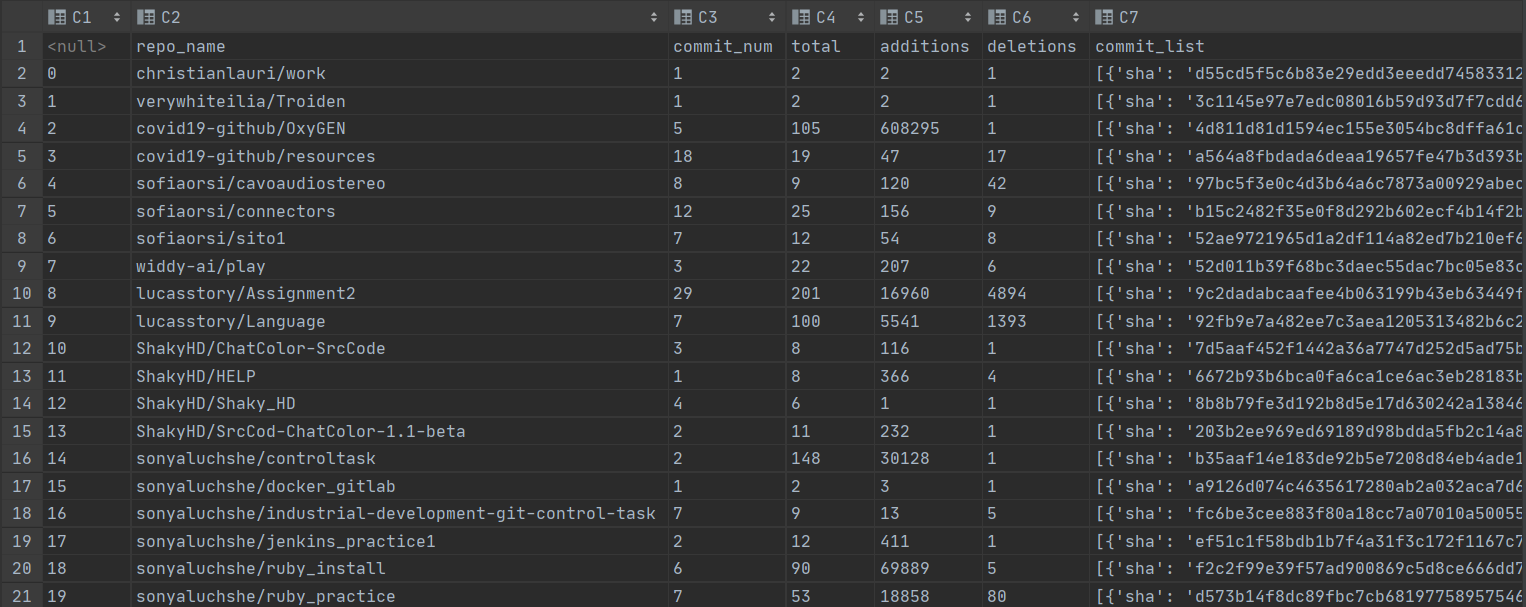 C1 C2 C3 C4 C5 C6 C7
1 <null> repo_name commit_num total additions deletions commit_list
2 0 christianlauri/work 1 2 2 1 [{'sha': 'd55cd5f5c6b83e29edd3eeedd74583312
3 1 verywhiteilia/Troiden 1 2 2 1 [{'sha': '3c1145e97e7edc08016b59d93d7f7cdd6
4 2 covid19-github/OxyGEN 5 105 608295 1 [{'sha': '4d811d81d1594ec155e3054bc8dffa61c
5 3 covid19-github/resources 18 19 47 17 [{'sha': 'a564a8fbdada6deaa19657fe47b3d393b
6 4 sofiaorsi/cavoaudiostereo 8 9 120 42 [{'sha': '97bc5f3e0c4d3b64a6c7873a00929abec
7 5 sofiaorsi/connectors 12 25 156 9 [{'sha': 'b15c2482f35e0f8d292b602ecf4b14f2b
8 6 sofiaorsi/sito1 7 12 54 8 [{'sha': '52ae9721965d1a2df114a82ed7b210ef6
9 7 widdy-ai/play 3 22 207 6 [{'sha': '52d011b39f68bc3daec55dac7bc05e83c
10 8 lucasstory/Assignment2 29 201 16960 4894 [{'sha': '9c2dadabcaafee4b063199b43eb63449f
11 9 lucasstory/Language 7 100 5541 1393 [{'sha': '92fb9e7a482ee7c3aea1205313482b6c2
12 10 ShakyHD/ChatColor-SrcCode 3 8 116 1 [{'sha': '7d5aaf452f1442a36a7747d252d5ad75b
13 11 ShakyHD/HELP 1 8 366 4 [{'sha': '6672b93b6bca0fa6ca1ce6ac3eb28183b
14 12 ShakyHD/Shaky_HD 4 6 1 1 [{'sha': '8b8b79fe3d192b8d5e17d630242a13846
15 13 ShakyHD/SrcCod-ChatColor-1.1-beta 2 11 232 1 [{'sha': '203b2ee969ed69189d98bdda5fb2c14a8
16 14 sonyaluchshe/controltask 2 148 30128 1 [{'sha': 'b35aaf14e183de92b5e7208d84eb4ade1
17 15 sonyaluchshe/docker_gitlab 1 2 3 1 [{'sha': 'a9126d074c4635617280ab2a032aca7d6
18 16 sonyaluchshe/industrial-development-git-control-task 7 9 13 5 [{'sha': 'fc6be3cee883f80a18cc7a07010a50055
19 17 sonyaluchshe/jenkins_practice1 2 12 411 1 [{'sha': 'ef51c1f58bdb1b7f4a31f3c172f1167c7
20 18 sonyaluchshe/ruby_install 6 90 69889 5 [{'sha': 'f2c2f99e39f57ad900869c5d8ce666dd7
21 19 sonyaluchshe/ruby_practice 7 53 18858 80 [{'sha': 'd573b14f8dc89fbc7cb68197758957546